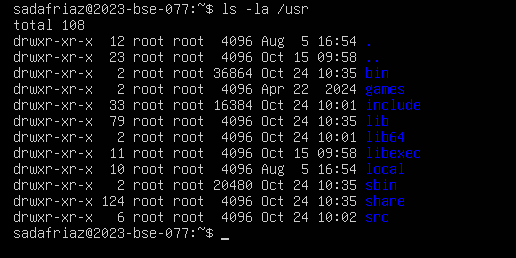 sadafriaz@2023-bse-077:~$ ls -la /usr
total 108
drwxr-xr-x  12 root root  4096 Aug  5 16:54 .
drwxr-xr-x  23 root root  4096 Oct 15 09:58 ..
drwxr-xr-x   2 root root 36864 Oct 24 10:35 bin
drwxr-xr-x   2 root root  4096 Apr 22  2024 games
drwxr-xr-x  33 root root 16384 Oct 24 10:01 include
drwxr-xr-x  79 root root  4096 Oct 24 10:35 lib
drwxr-xr-x   2 root root  4096 Oct 24 10:01 lib64
drwxr-xr-x  11 root root  4096 Oct 15 09:58 libexec
drwxr-xr-x  10 root root  4096 Aug  5 16:54 local
drwxr-xr-x   2 root root 20480 Oct 24 10:35 sbin
drwxr-xr-x 124 root root  4096 Oct 24 10:35 share
drwxr-xr-x   6 root root  4096 Oct 24 10:02 src
sadafriaz@2023-bse-077:~$ _